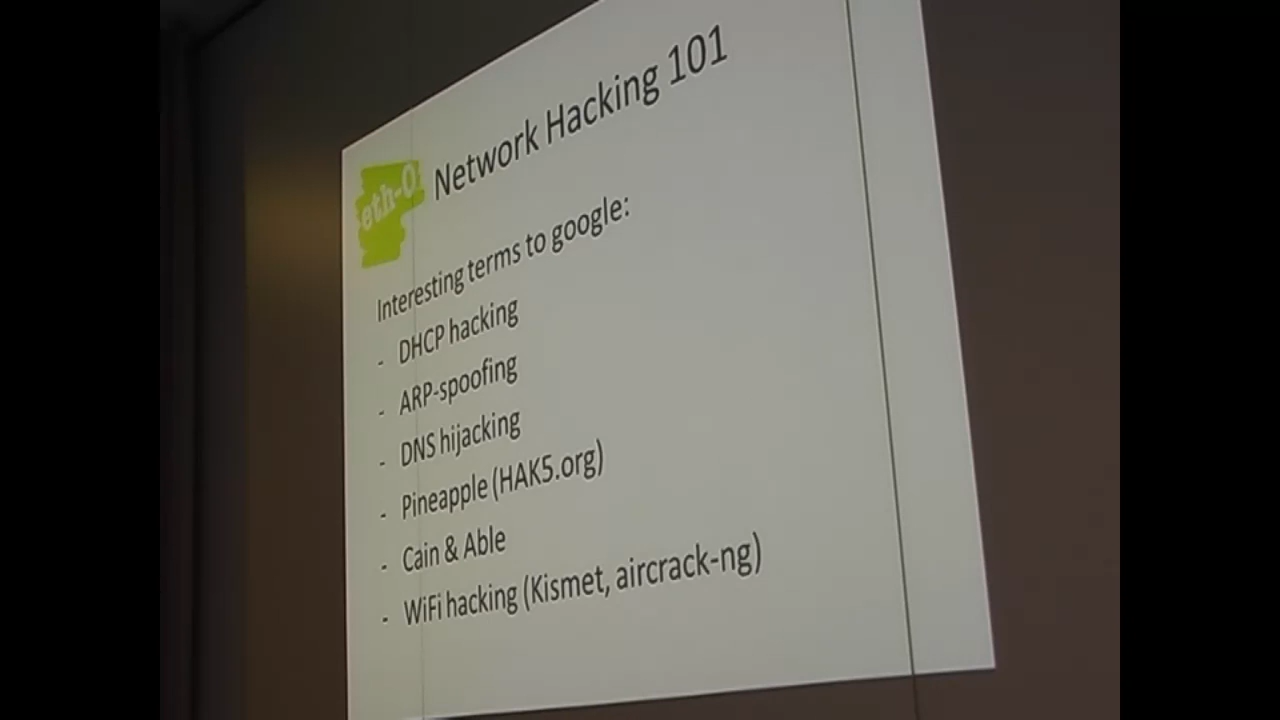 Network Hacking 101
eth-0
Interesting terms to google:
- DHCP hacking
- ARP-spoofing
- DNS hijacking
- Pineapple (HAK5.org)
- Cain & Able
- WiFi hacking (Kismet, aircrack-ng)